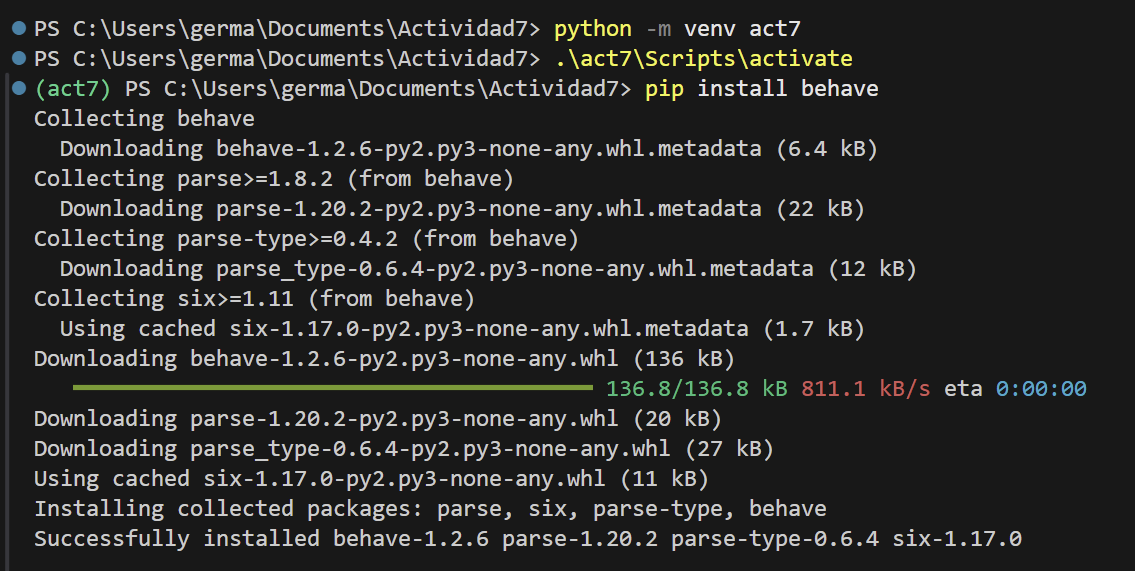 PS C:\Users\germa\Documents\Actividad7> python -m venv act7
PS C:\Users\germa\Documents\Actividad7> .\act7\Scripts\activate
(act7) PS C:\Users\germa\Documents\Actividad7> pip install behave
Collecting behave
  Downloading behave-1.2.6-py2.py3-none-any.whl.metadata (6.4 kB)
Collecting parse>=1.8.2 (from behave)
  Downloading parse-1.20.2-py2.py3-none-any.whl.metadata (22 kB)
Collecting parse-type>=0.4.2 (from behave)
  Downloading parse_type-0.6.4-py2.py3-none-any.whl.metadata (12 kB)
Collecting six>=1.11 (from behave)
  Using cached six-1.17.0-py2.py3-none-any.whl.metadata (1.7 kB)
Downloading behave-1.2.6-py2.py3-none-any.whl (136 kB)
136.8/136.8 kB 811.1 kB/s eta 0:00:00
Downloading parse-1.20.2-py2.py3-none-any.whl (20 kB)
Downloading parse_type-0.6.4-py2.py3-none-any.whl (27 kB)
Using cached six-1.17.0-py2.py3-none-any.whl (11 kB)
Installing collected packages: parse, six, parse-type, behave
Successfully installed behave-1.2.6 parse-1.20.2 parse-type-0.6.4 six-1.17.0